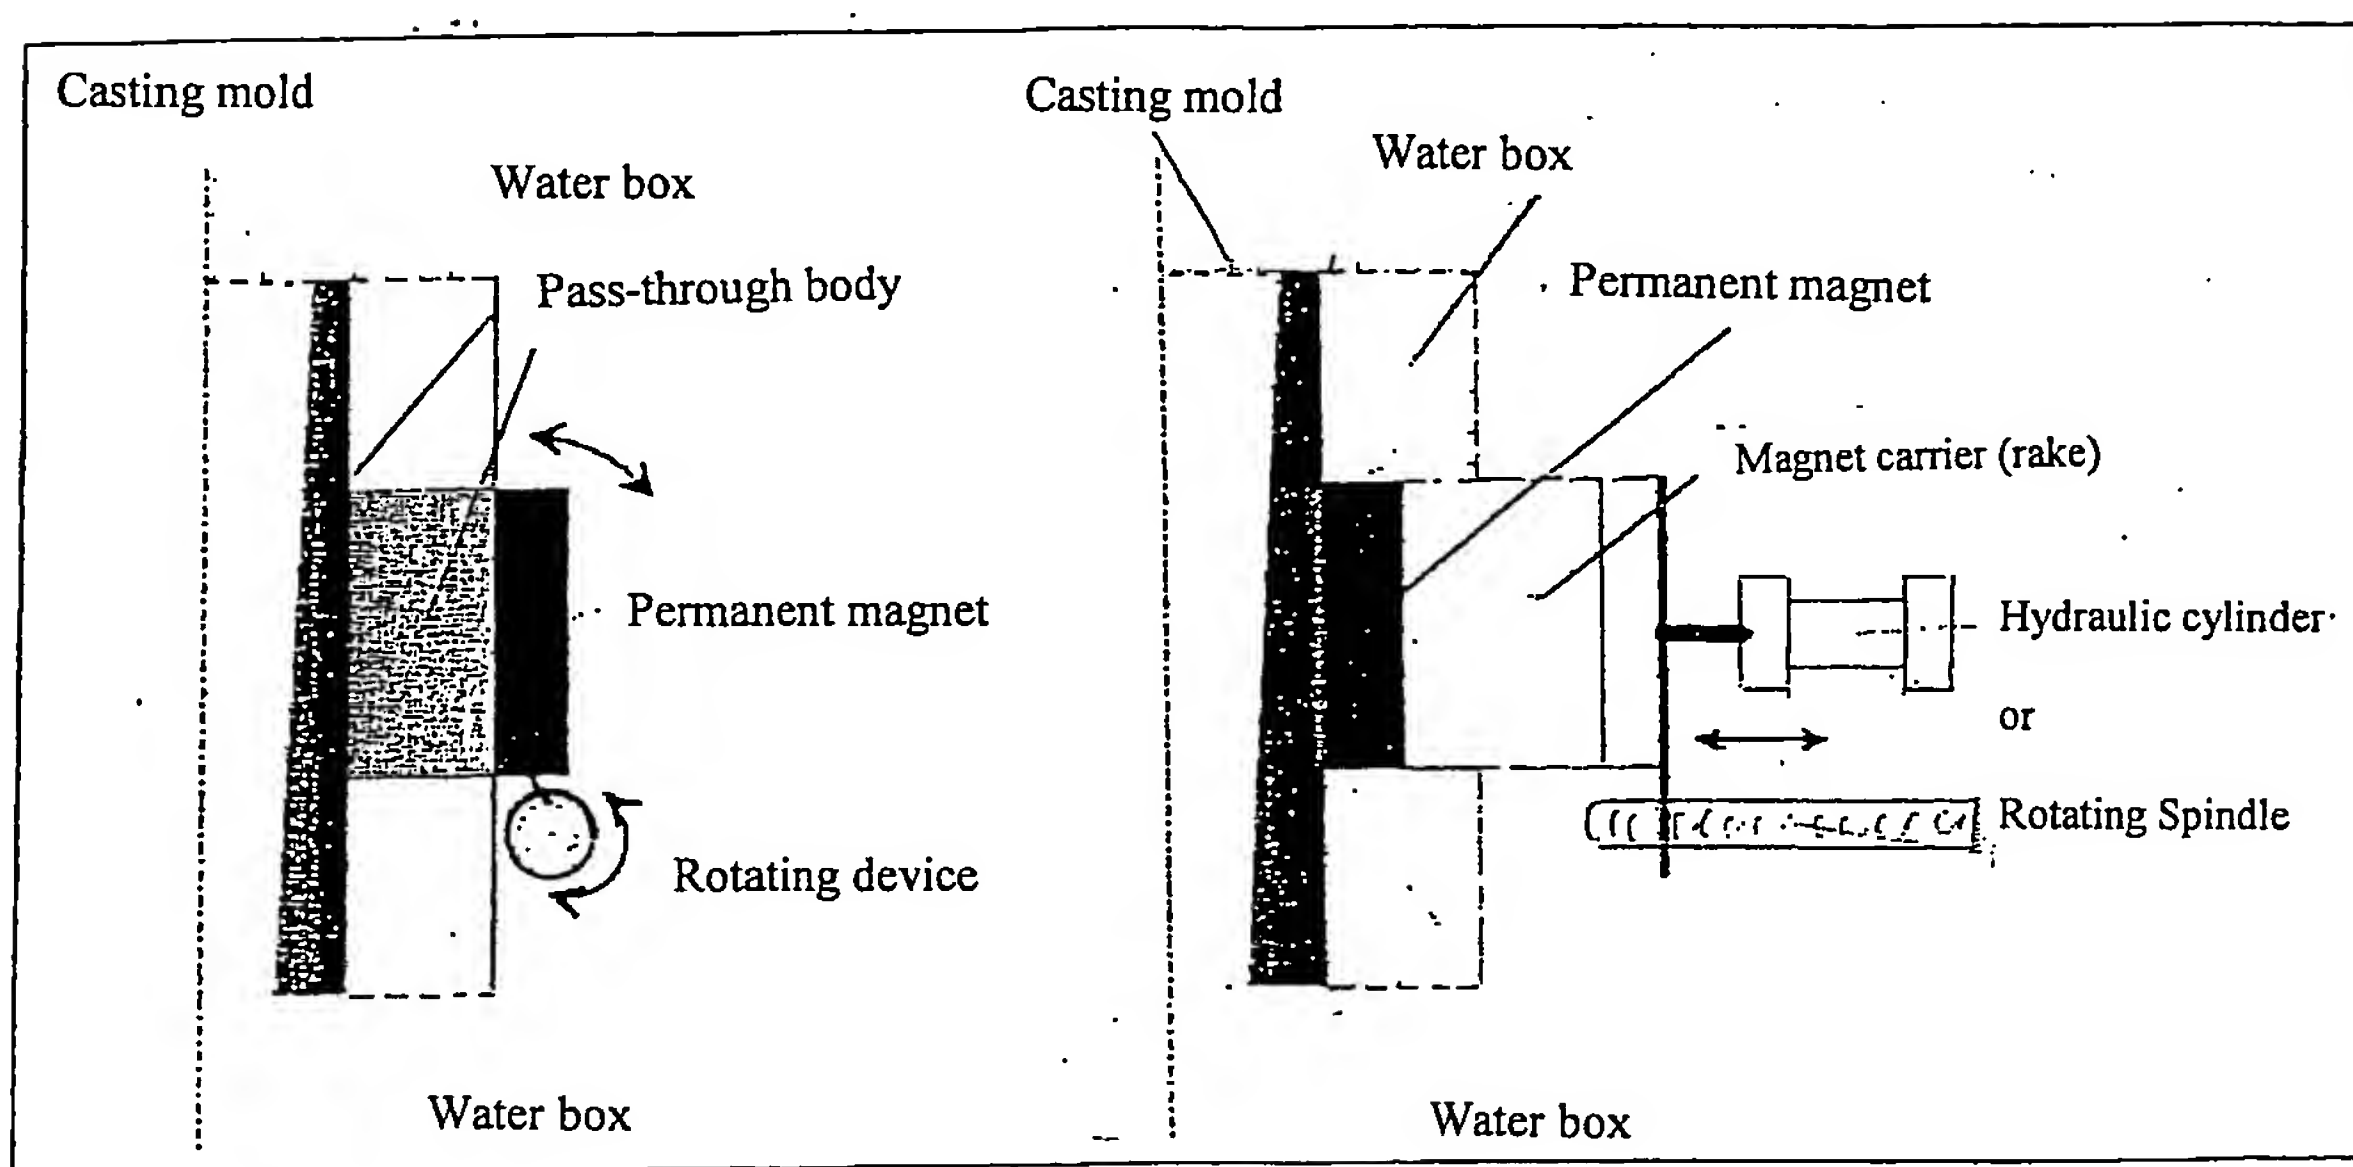 Casting mold
Water box
Pass-through body
Permanent magnet
Rotating device
Water box
Casting mold
Water box
Permanent magnet
Magnet carrier (rake)
Hydraulic cylinder
or
Rotating Spindle
Water box